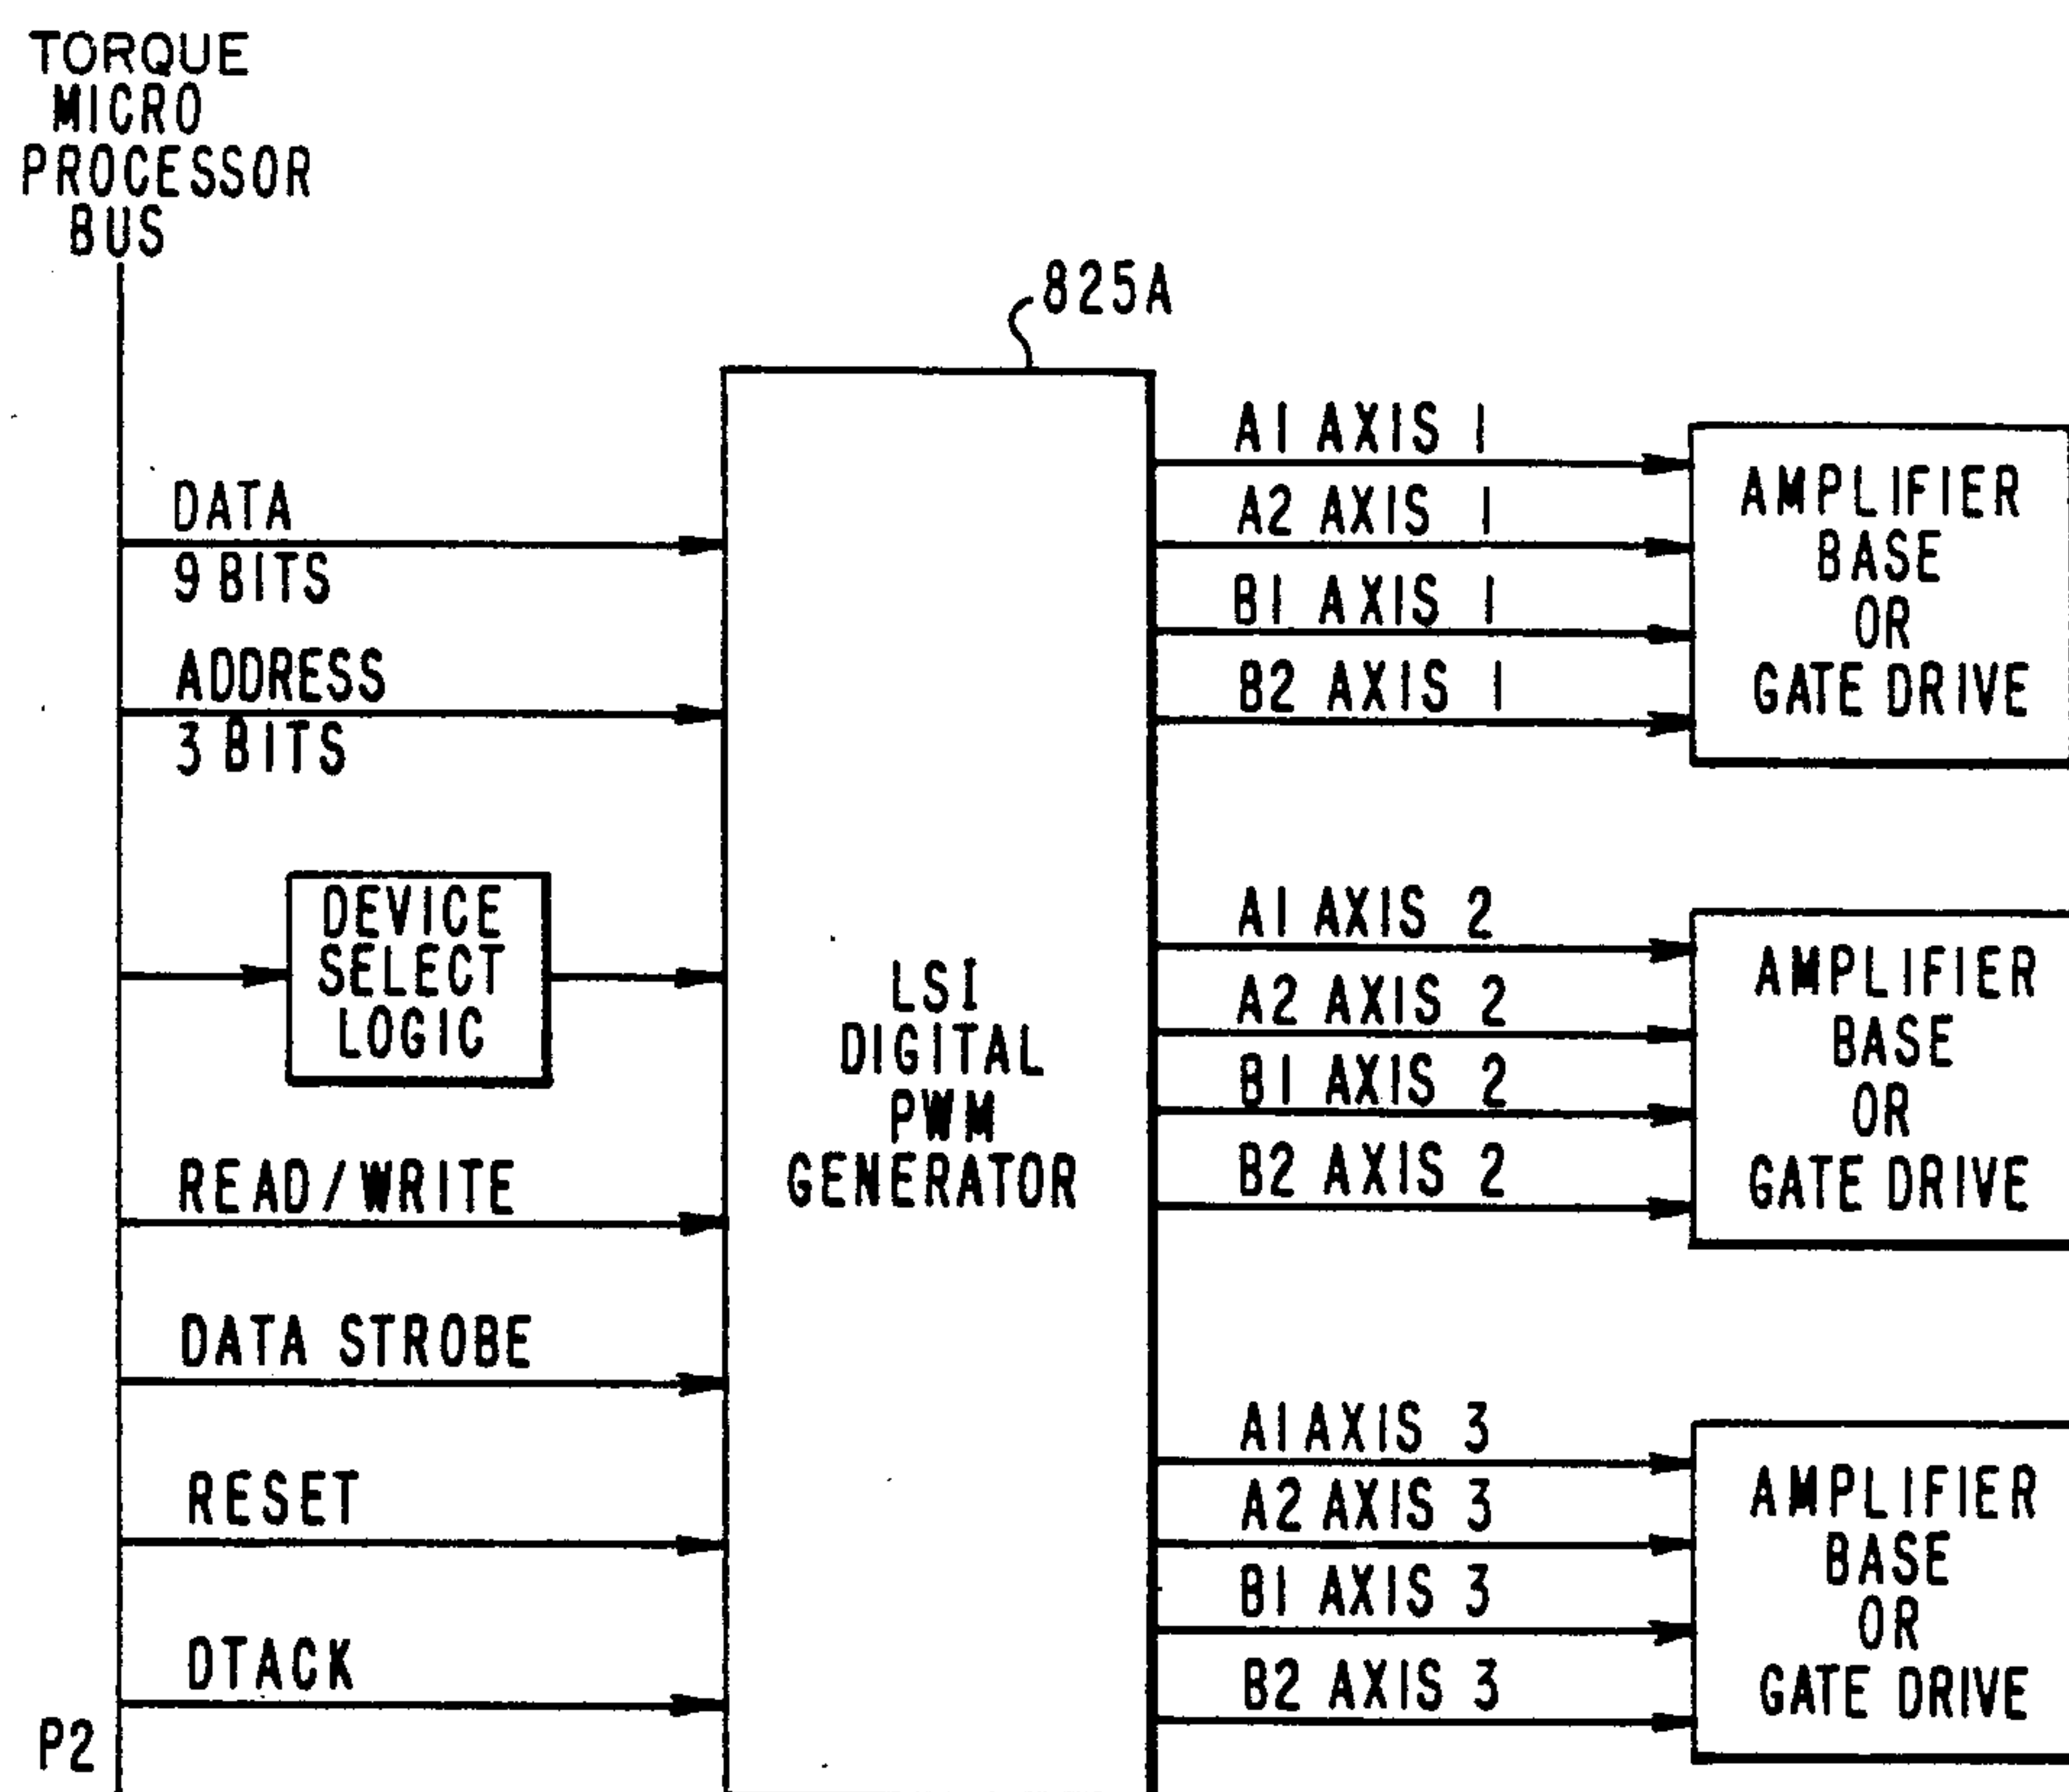 TORQUE
MICRO
PROCESSOR
BUS
825A
DATA
9 BITS
ADDRESS
3 BITS
DEVICE
SELECT
LOGIC
READ/WRITE
DATA STROBE
RESET
DTACK
P2
LSI
DIGITAL
PWM
GENERATOR
A1 AXIS 1
A2 AXIS 1
B1 AXIS 1
B2 AXIS 1
AMPLIFIER
BASE
OR
GATE DRIVE
A1 AXIS 2
A2 AXIS 2
B1 AXIS 2
B2 AXIS 2
AMPLIFIER
BASE
OR
GATE DRIVE
A1 AXIS 3
A2 AXIS 3
B1 AXIS 3
B2 AXIS 3
AMPLIFIER
BASE
OR
GATE DRIVE